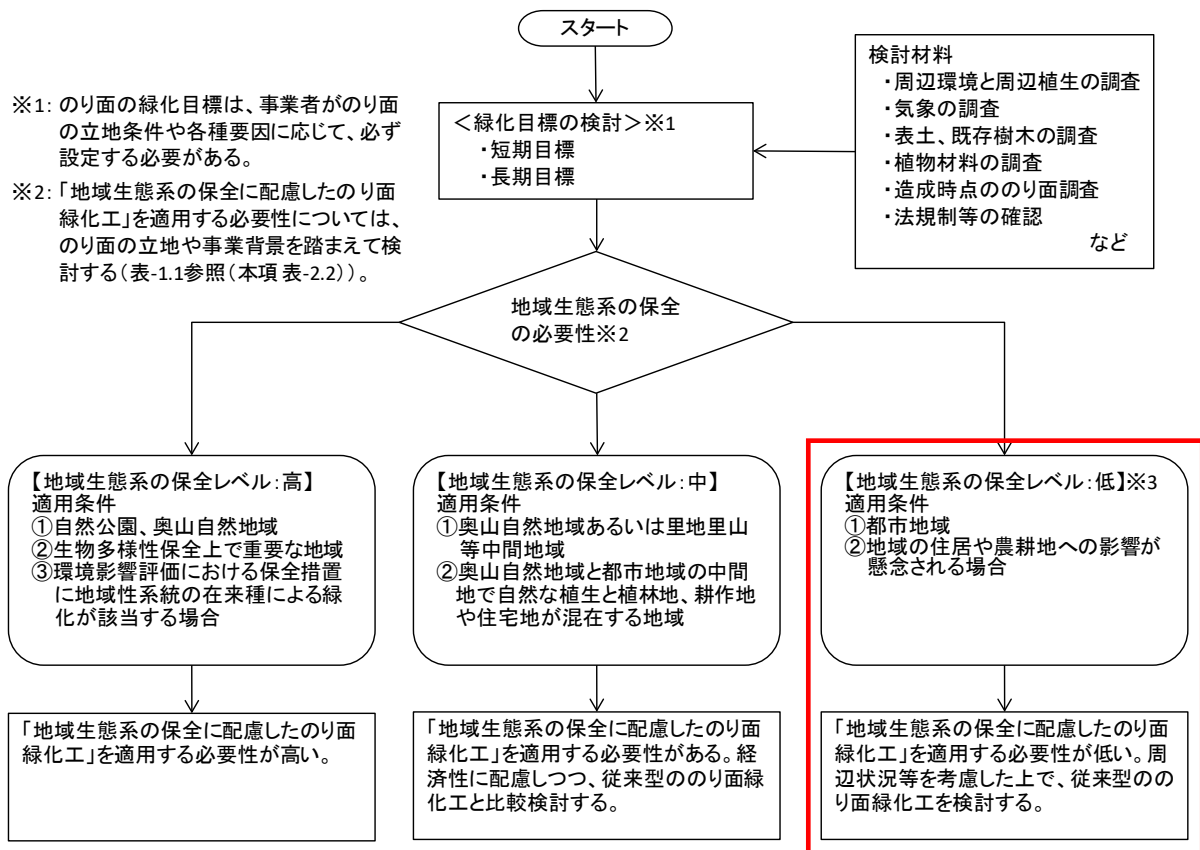 スタート
※1: のり面の緑化目標は、事業者がのり面
の立地条件や各種要因に応じて、必ず
設定する必要がある。
※2: 「地域生態系の保全に配慮したのり面
緑化工」を適用する必要性については、
のり面の立地や事業背景を踏まえて検
討する(表-1.1参照(本項 表-2.2))。
<緑化目標の検討>※1
・短期目標
・長期目標
検討材料
・周辺環境と周辺植生の調査
・気象の調査
・表土、既存樹木の調査
・植物材料の調査
・造成時点ののり面調査
・法規制等の確認
など
地域生態系の保全
の必要性※2
【地域生態系の保全レベル:高】
適用条件
①自然公園、奥山自然地域
②生物多様性保全上で重要な地域
③環境影響評価における保全措置
に地域性系統の在来種による緑
化が該当する場合
【地域生態系の保全レベル:中】
適用条件
①奥山自然地域あるいは里地里山
等中間地域
②奥山自然地域と都市地域の中間
地で自然な植生と植林地、耕作地
や住宅地が混在する地域
【地域生態系の保全レベル:低】※3
適用条件
①都市地域
②地域の住居や農耕地への影響が
懸念される場合
「地域生態系の保全に配慮したのり面
緑化工」を適用する必要性が高い。
「地域生態系の保全に配慮したのり面
緑化工」を適用する必要性がある。経
済性に配慮しつつ、従来型ののり面緑
化工と比較検討する。
「地域生態系の保全に配慮したのり面
緑化工」を適用する必要性が低い。周
辺状況等を考慮した上で、従来型のの
り面緑化工を検討する。